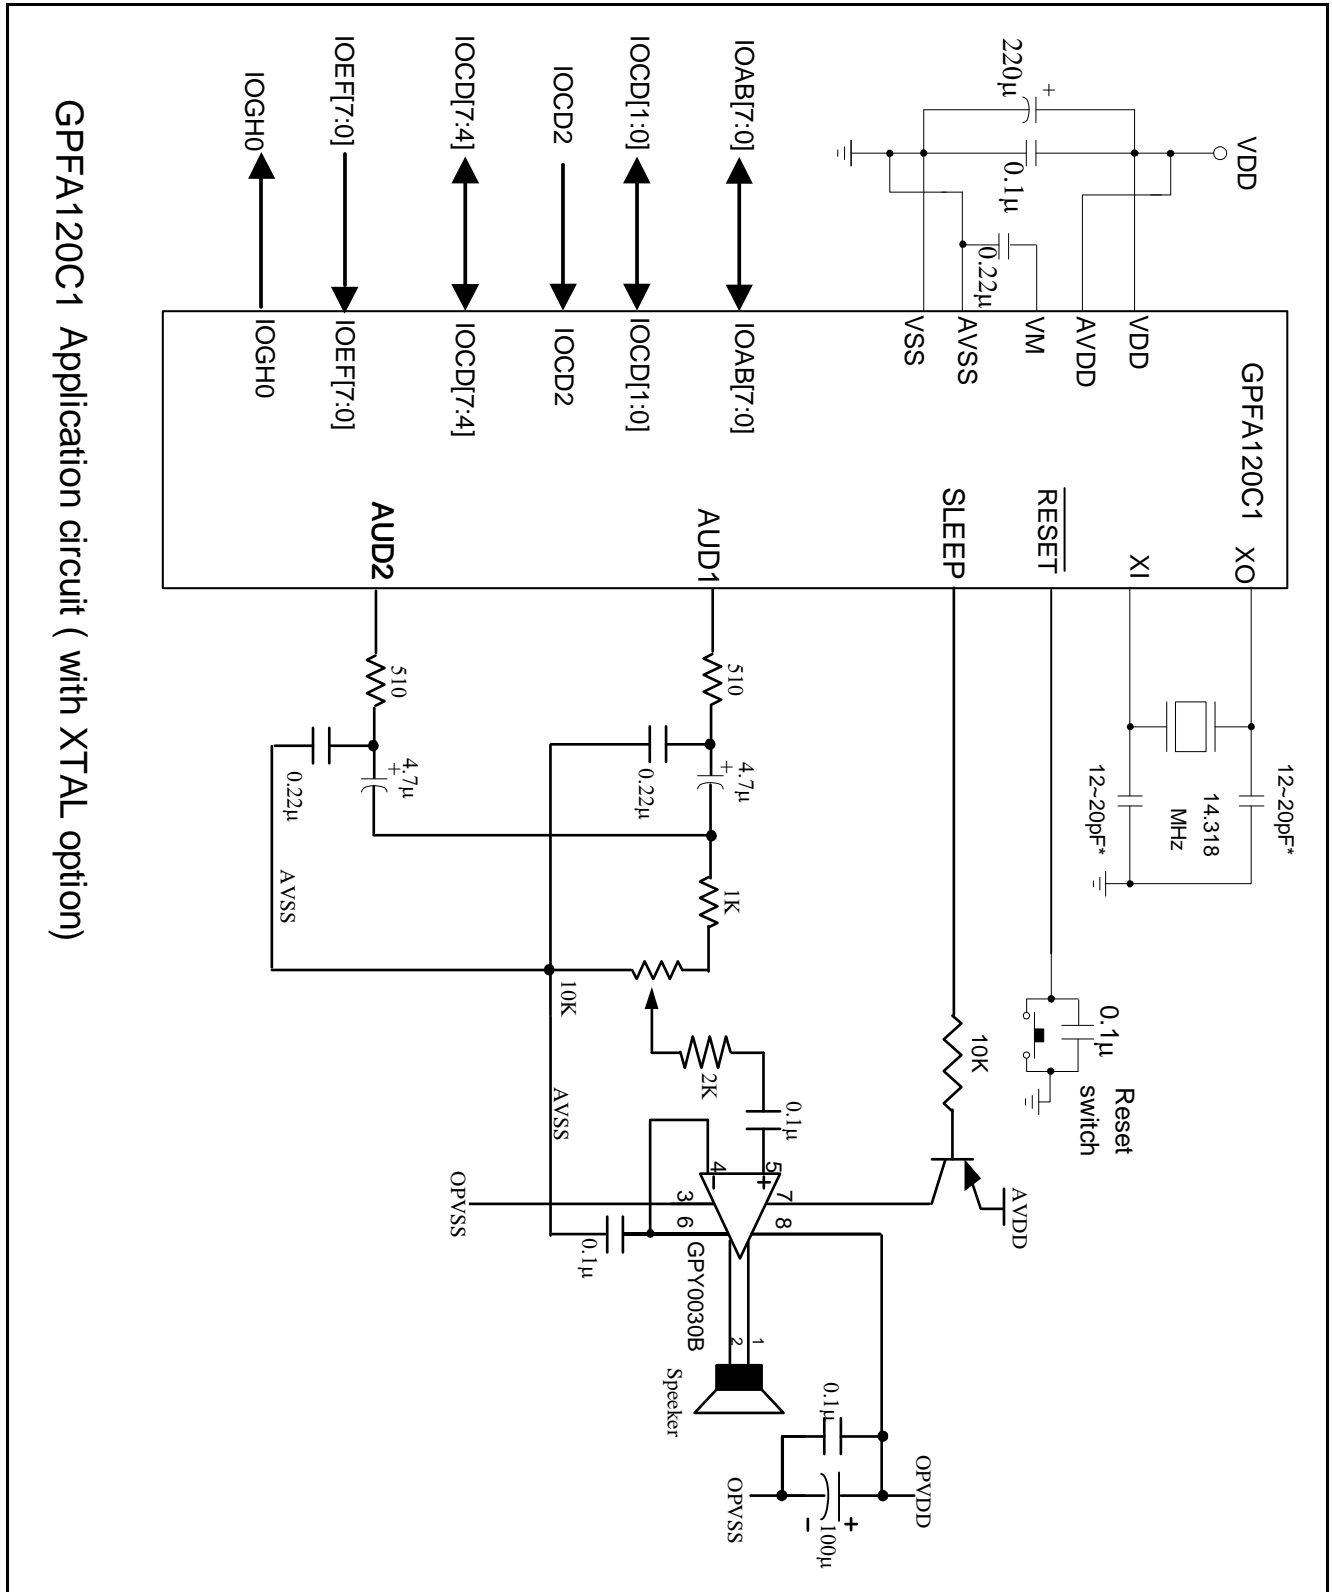 VDD
220µ
+
0.1µ
0.22µ
VDD
AVDD
VM
AVSS
VSS
IOAB[7:0]
IOAB[7:0]
IOCD[1:0]
IOCD[1:0]
IOCD2
IOCD2
IOCD[7:4]
IOCD[7:4]
IOEF[7:0]
IOEF[7:0]
IOGH0
IOGH0
GPFA120C1
XO
XI
RESET
SLEEP
AUD1
AUD2
12~20pF*
14.318
MHz
12~20pF*
0.1µ
Reset
switch
10K
AVDD
510
4.7µ
+
0.22µ
1K
10K
2K
0.1µ
510
4.7µ
+
0.22µ
AVSS
AVSS
5
+
4
−
7
8
3
6
OPVSS
0.1µ
GPY0030B
1
2
Speeker
0.1µ
OPVDD
+
100µ
−
OPVSS
GPFA120C1 Application circuit ( with XTAL option)